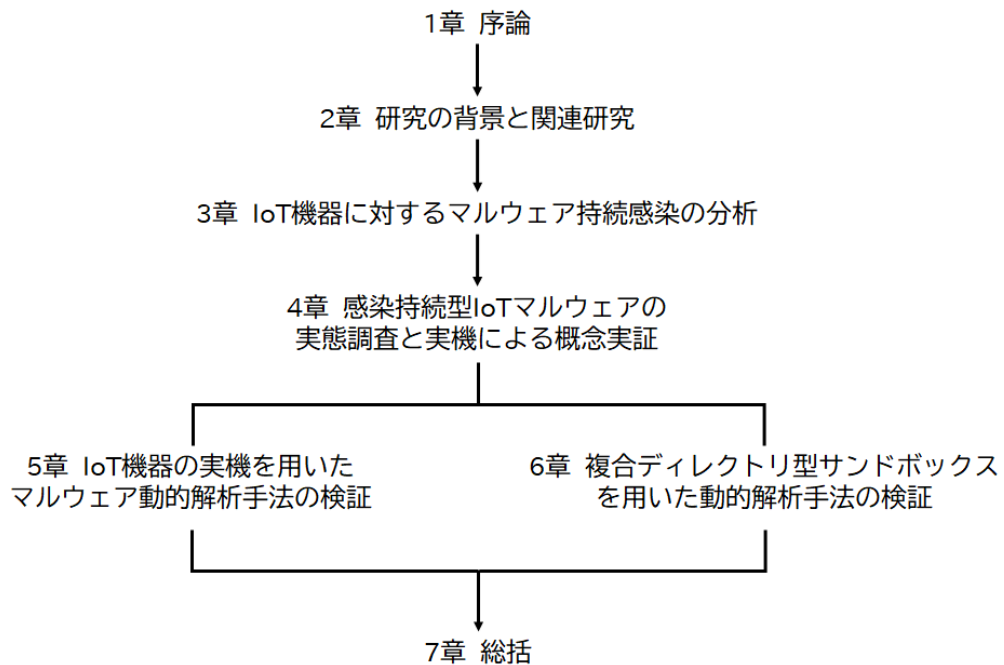 1章 序論
2章 研究の背景と関連研究
3章 IoT機器に対するマルウェア持続感染の分析
4章 感染持続型IoTマルウェアの
実態調査と実機による概念実証
5章 IoT機器の実機を用いた
マルウェア動的解析手法の検証
6章 複合ディレクトリ型サンドボックス
を用いた動的解析手法の検証
7章 総括